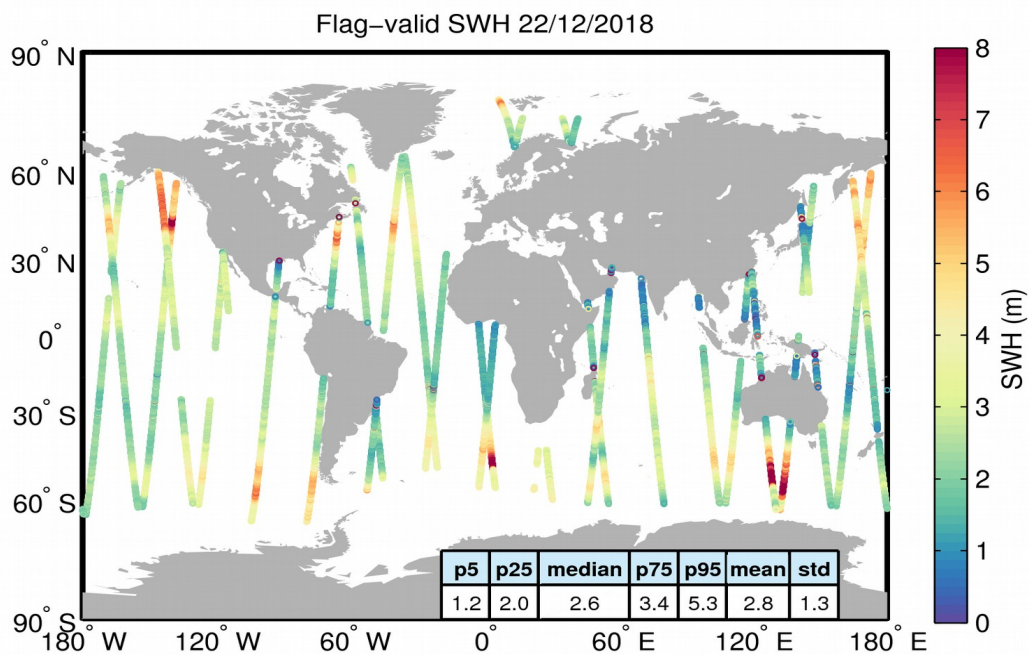 Flag−valid SWH 22/12/2018
90° N
60° N
30° N
0°
30° S
60° S
90° S
180° W
120° W
60° W
0°
60° E
120° E
180° E
8
7
6
5
4
3
2
1
0
SWH (m)
p5 p25 median p75 p95 mean std
1.2 2.0 2.6 3.4 5.3 2.8 1.3